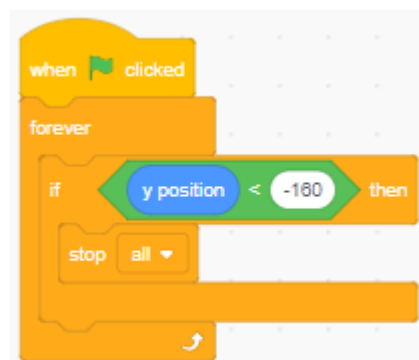 when clicked
forever
if y position < -160 then
stop all